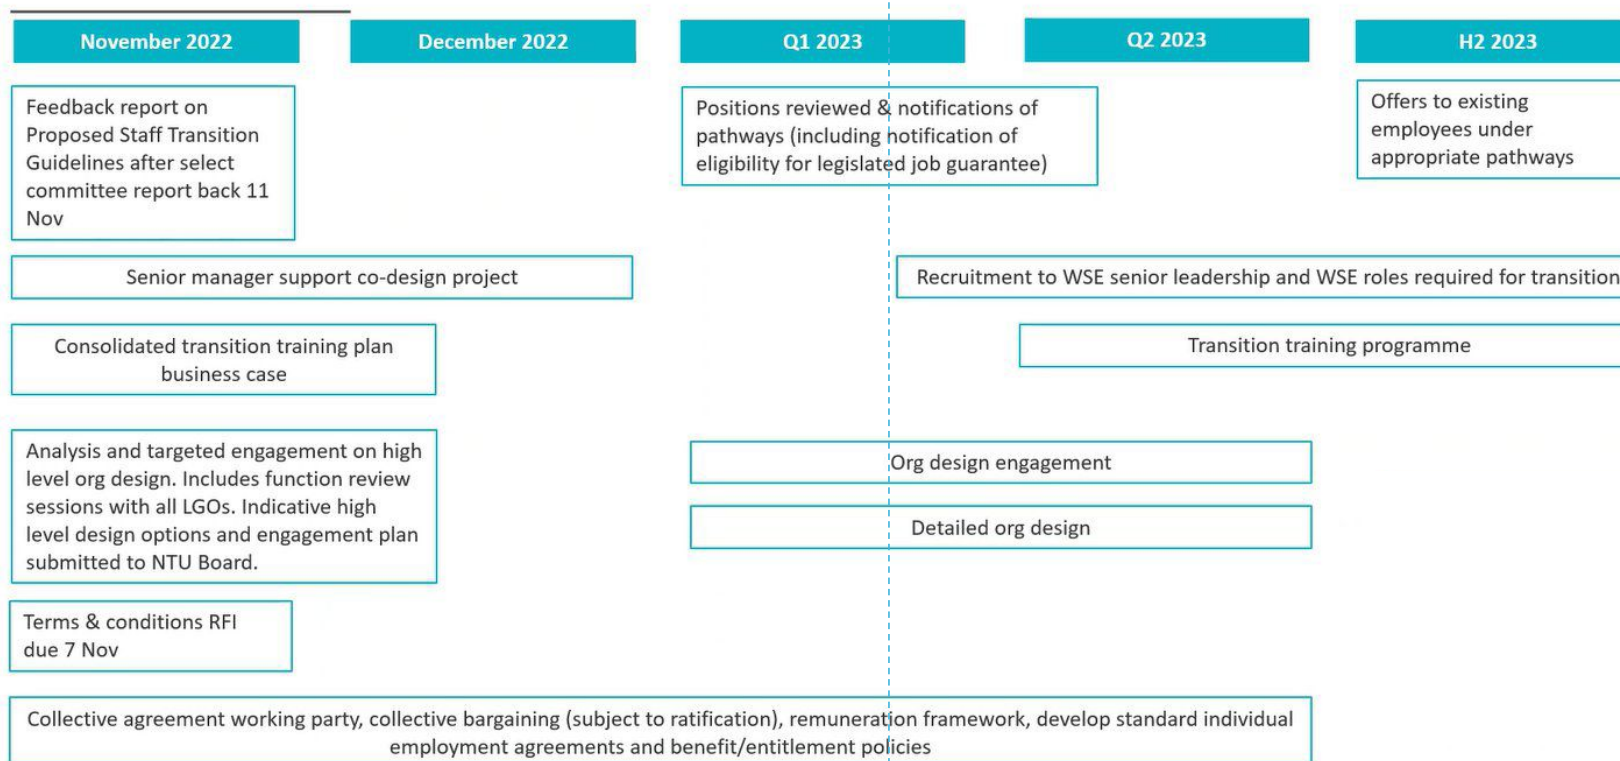 November 2022
December 2022
Q1 2023
Q2 2023
H2 2023
Feedback report on
Proposed Staff Transition
Guidelines after select
committee report back 11
Nov
Positions reviewed & notifications of
pathways (including notification of
eligibility for legislated job guarantee)
Offers to existing
employees under
appropriate pathways
Senior manager support co-design project
Recruitment to WSE senior leadership and WSE roles required for transition
Consolidated transition training plan
business case
Transition training programme
Analysis and targeted engagement on high
level org design. Includes function review
sessions with all LGOs. Indicative high
level design options and engagement plan
submitted to NTU Board.
Org design engagement
Detailed org design
Terms & conditions RFI
due 7 Nov
Collective agreement working party, collective bargaining (subject to ratification), remuneration framework, develop standard individual
employment agreements and benefit/entitlement policies